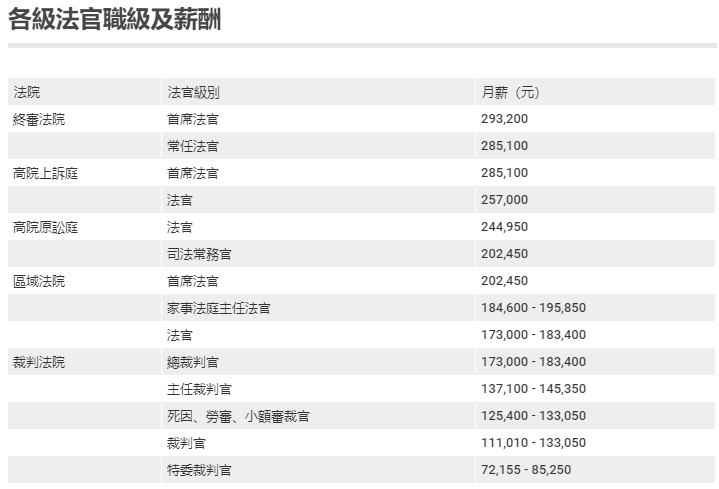 各級法官職級及薪酬
法院 法官級別 月薪（元）
終審法院 首席法官 293,200
常任法官 285,100
高院上訴庭 首席法官 285,100
法官 257,000
高院原訟庭 法官 244,950
司法常務官 202,450
區域法院 首席法官 202,450
家事法庭主任法官 184,600 - 195,850
法官 173,000 - 183,400
裁判法院 總裁判官 173,000 - 183,400
主任裁判官 137,100 - 145,350
死因、勞審、小額審裁官 125,400 - 133,050
裁判官 111,010 - 133,050
特委裁判官 72,155 - 85,250